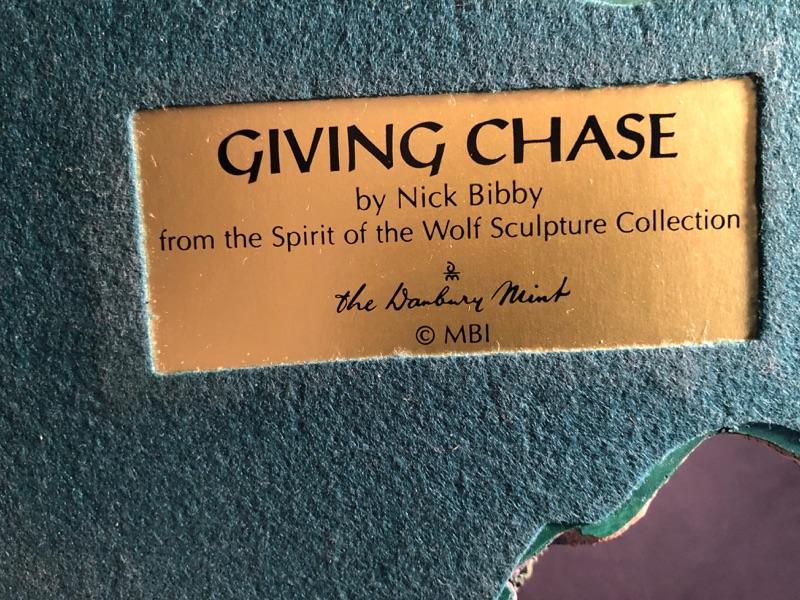 GIVING CHASE
by Nick Bibby
from the Spirit of the Wolf Sculpture Collection
the Danbury Mint
© MBI